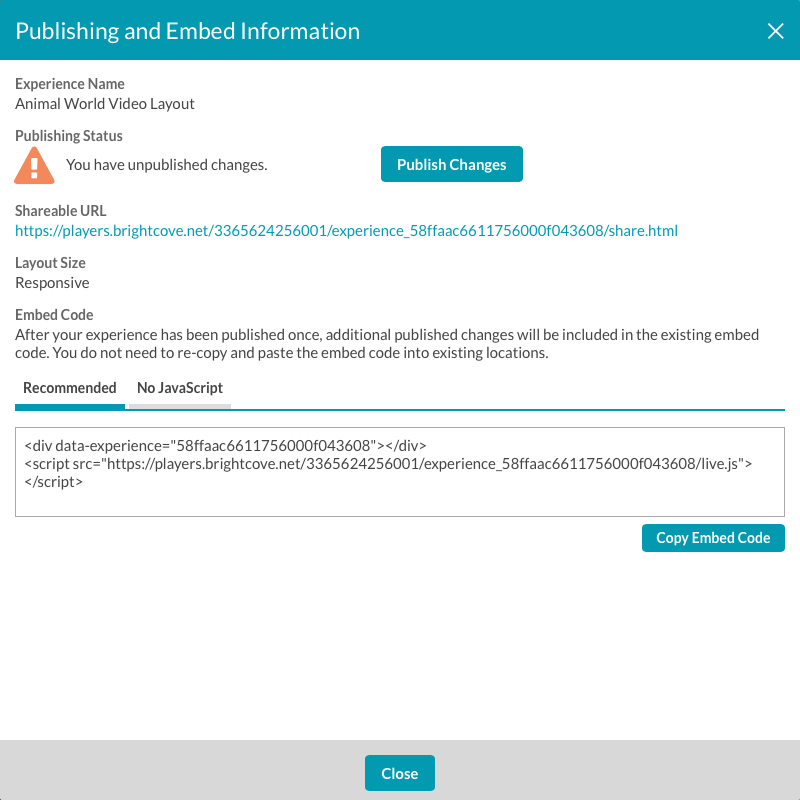 Publishing and Embed Information
Experience Name
Animal World Video Layout
Publishing Status
You have unpublished changes.
Publish Changes
Shareable URL
https://players.brightcove.net/3365624256001/experience_58ffaac6611756000f043608/share.html
Layout Size
Responsive
Embed Code
After your experience has been published once, additional published changes will be included in the existing embed
code. You do not need to re-copy and paste the embed code into existing locations.
Recommended
No JavaScript
<div data-experience="58ffaac6611756000f043608"></div>
<script src="https://players.brightcove.net/3365624256001/experience_58ffaac6611756000f043608/live.js">
</script>
Copy Embed Code
Close